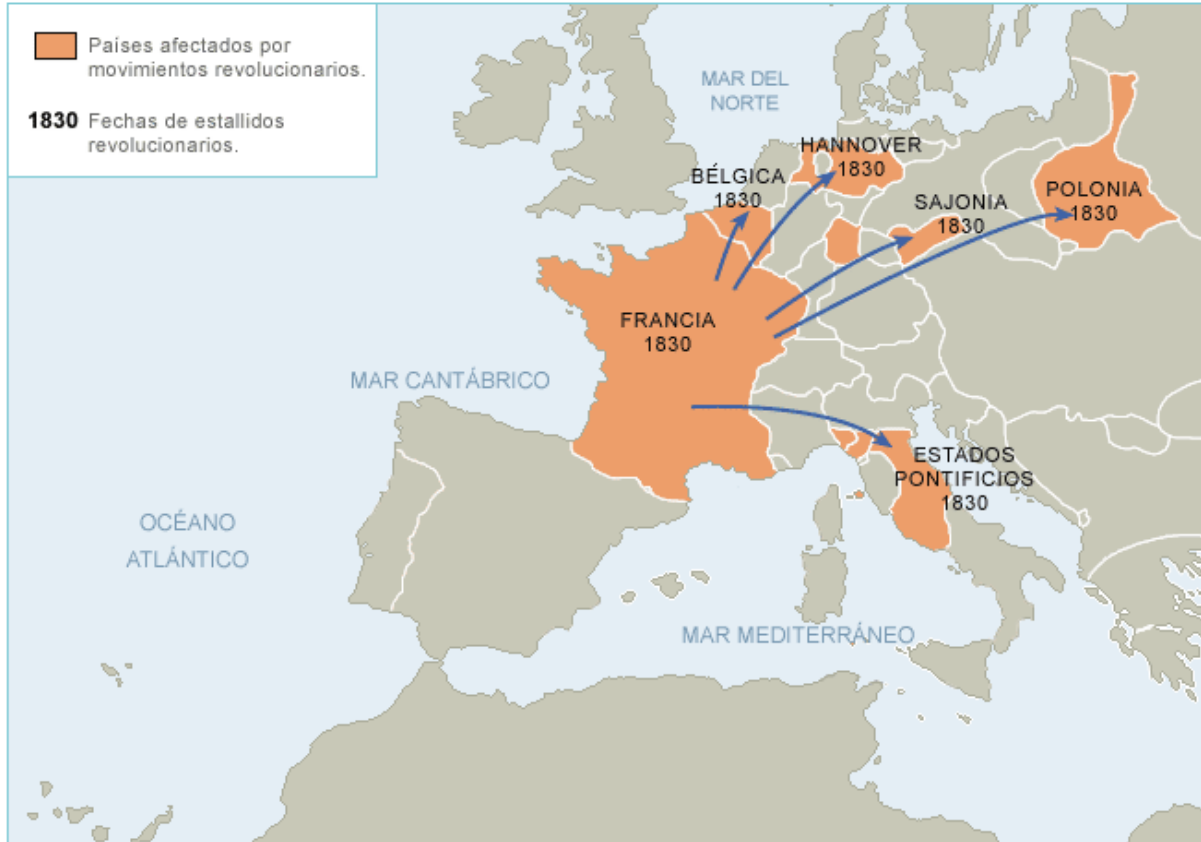 Países afectados por
movimientos revolucionarios.
1830 Fechas de estallidos
revolucionarios.
MAR DEL
NORTE
HANNOVER
1830
BÉLGICA
1830
SAJONIA
1830
POLONIA
1830
FRANCIA
1830
MAR CANTÁBRICO
ESTADOS
PONTIFICIOS
1830
OCÉANO
ATLÁNTICO
MAR MEDITERRÁNEO